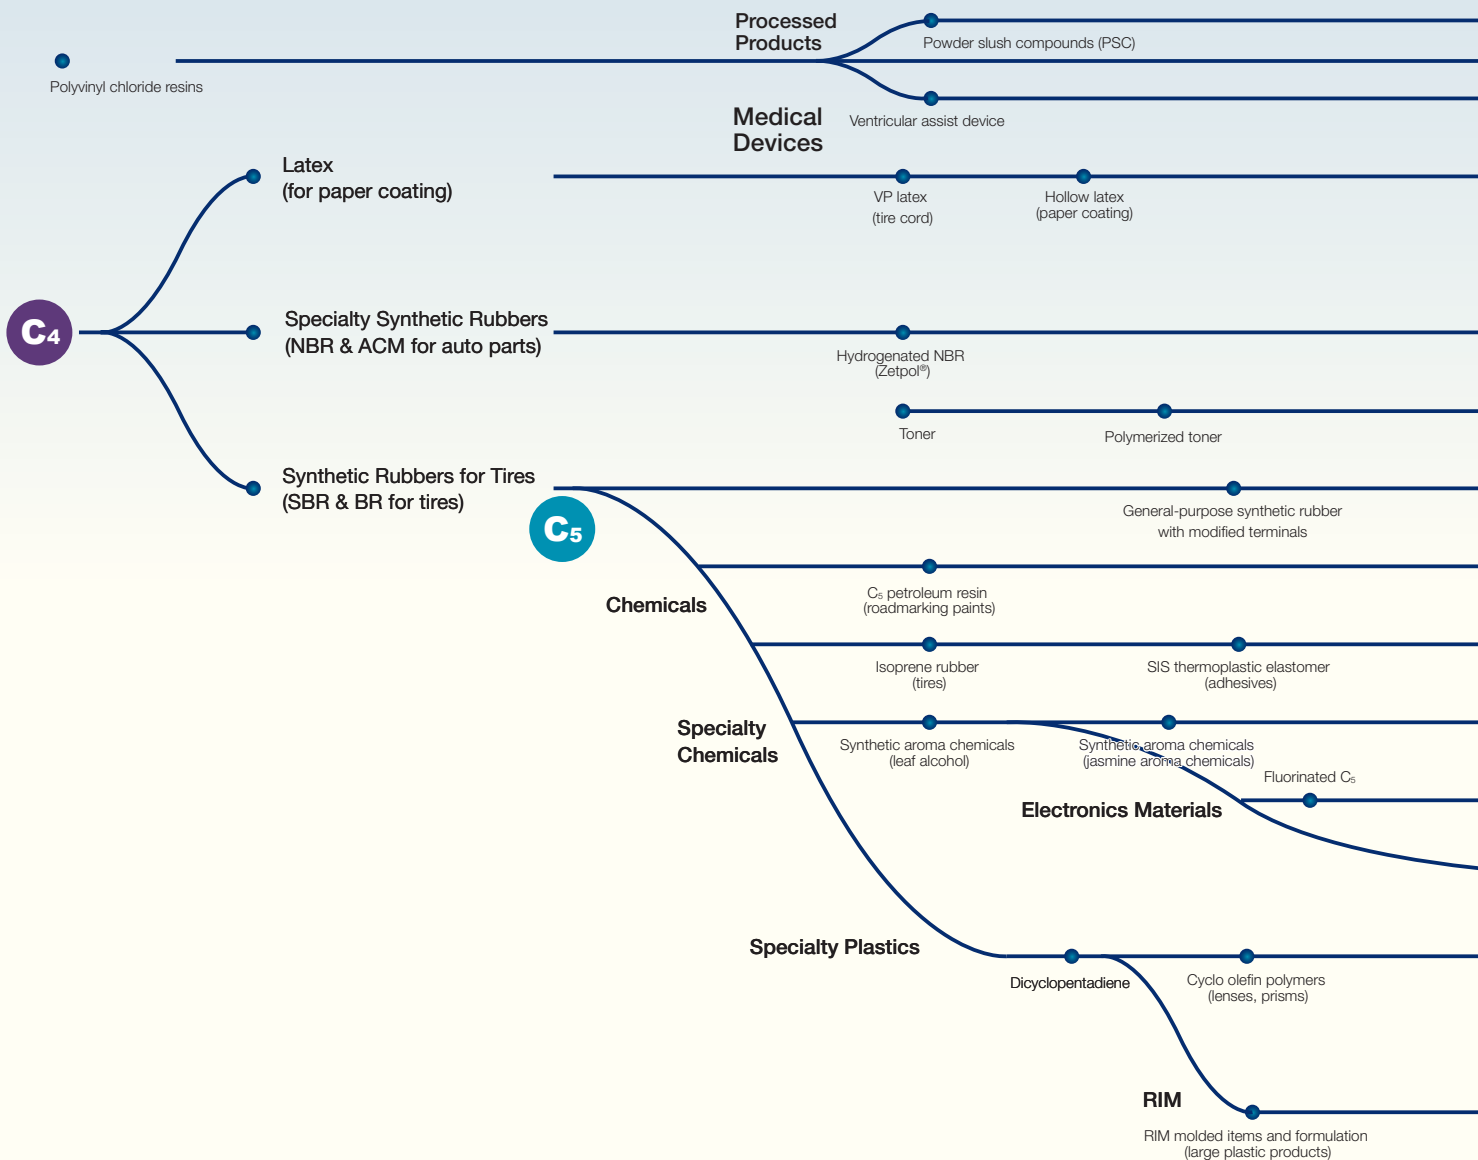 Processed
Products
Powder slush compounds (PSC)
Polyvinyl chloride resins
Medical
Devices
Ventricular assist device
Latex
(for paper coating)
VP latex
(tire cord)
Hollow latex
(paper coating)
C4
Specialty Synthetic Rubbers
(NBR & ACM for auto parts)
Hydrogenated NBR
(Zetpol®)
Toner
Polymerized toner
Synthetic Rubbers for Tires
(SBR & BR for tires)
C5
General-purpose synthetic rubber
with modified terminals
Chemicals
C5 petroleum resin
(roadmarking paints)
Isoprene rubber
(tires)
SIS thermoplastic elastomer
(adhesives)
Specialty
Chemicals
Synthetic aroma chemicals
(leaf alcohol)
Synthetic aroma chemicals
(jasmine aroma chemicals)
Fluorinated C5
Electronics Materials
Specialty Plastics
Dicyclopentadiene
Cyclo olefin polymers
(lenses, prisms)
RIM
RIM molded items and formulation
(large plastic products)